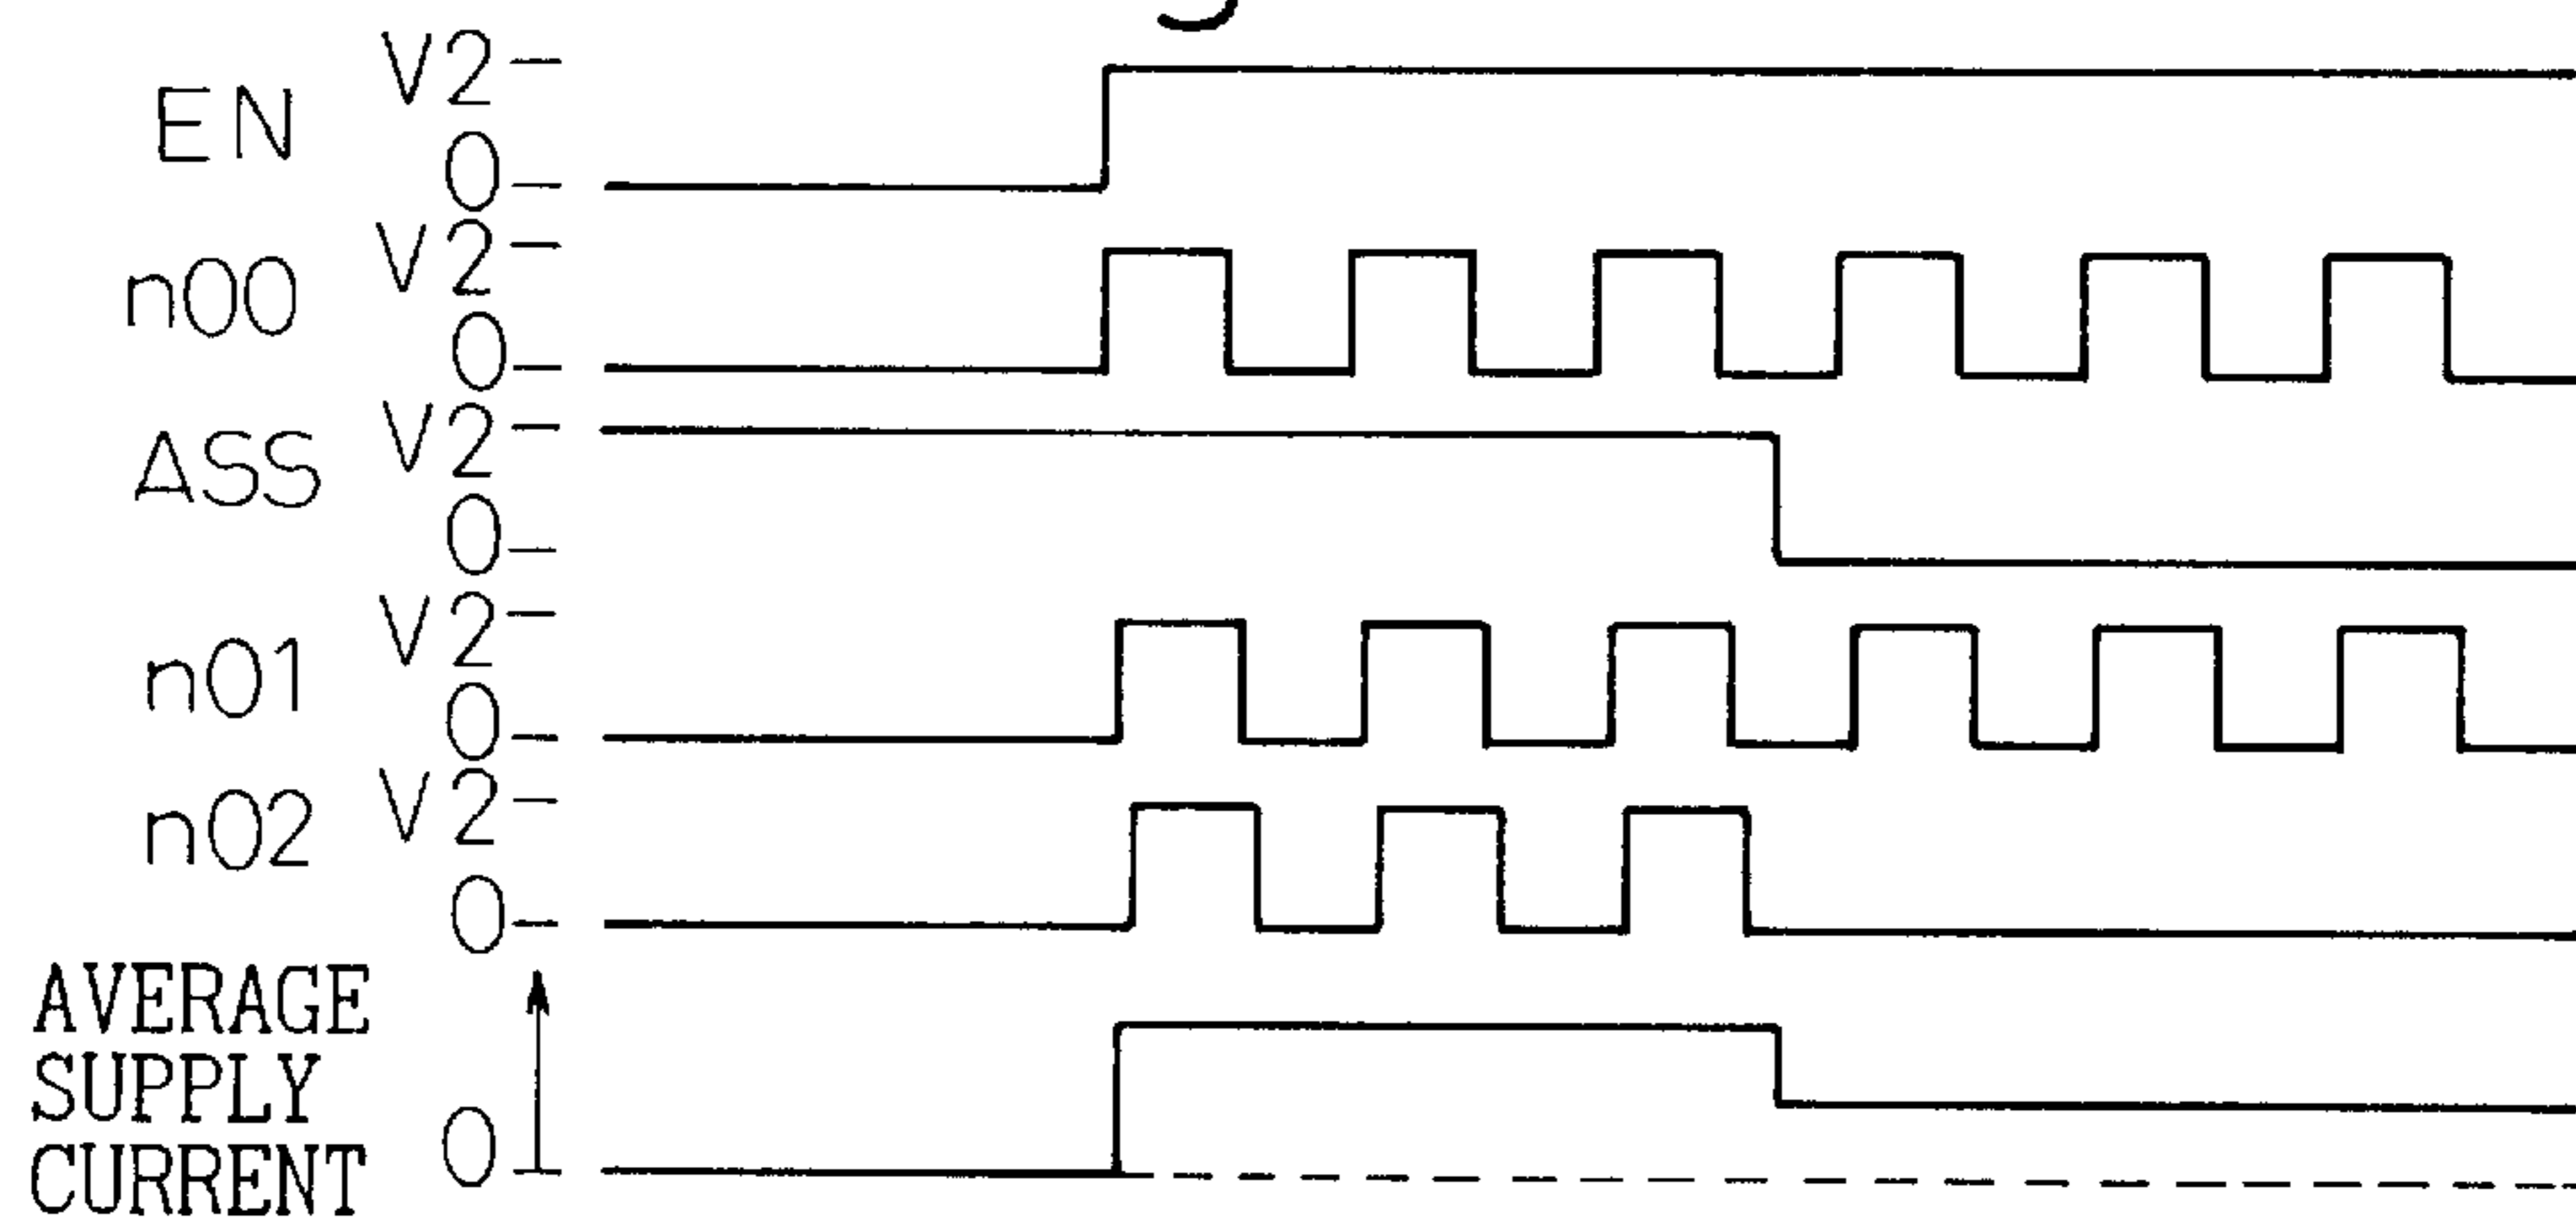 EN V2
0
n00 V2
0
ASS V2
0
n01 V2
0
n02 V2
0
AVERAGE
SUPPLY
CURRENT 0